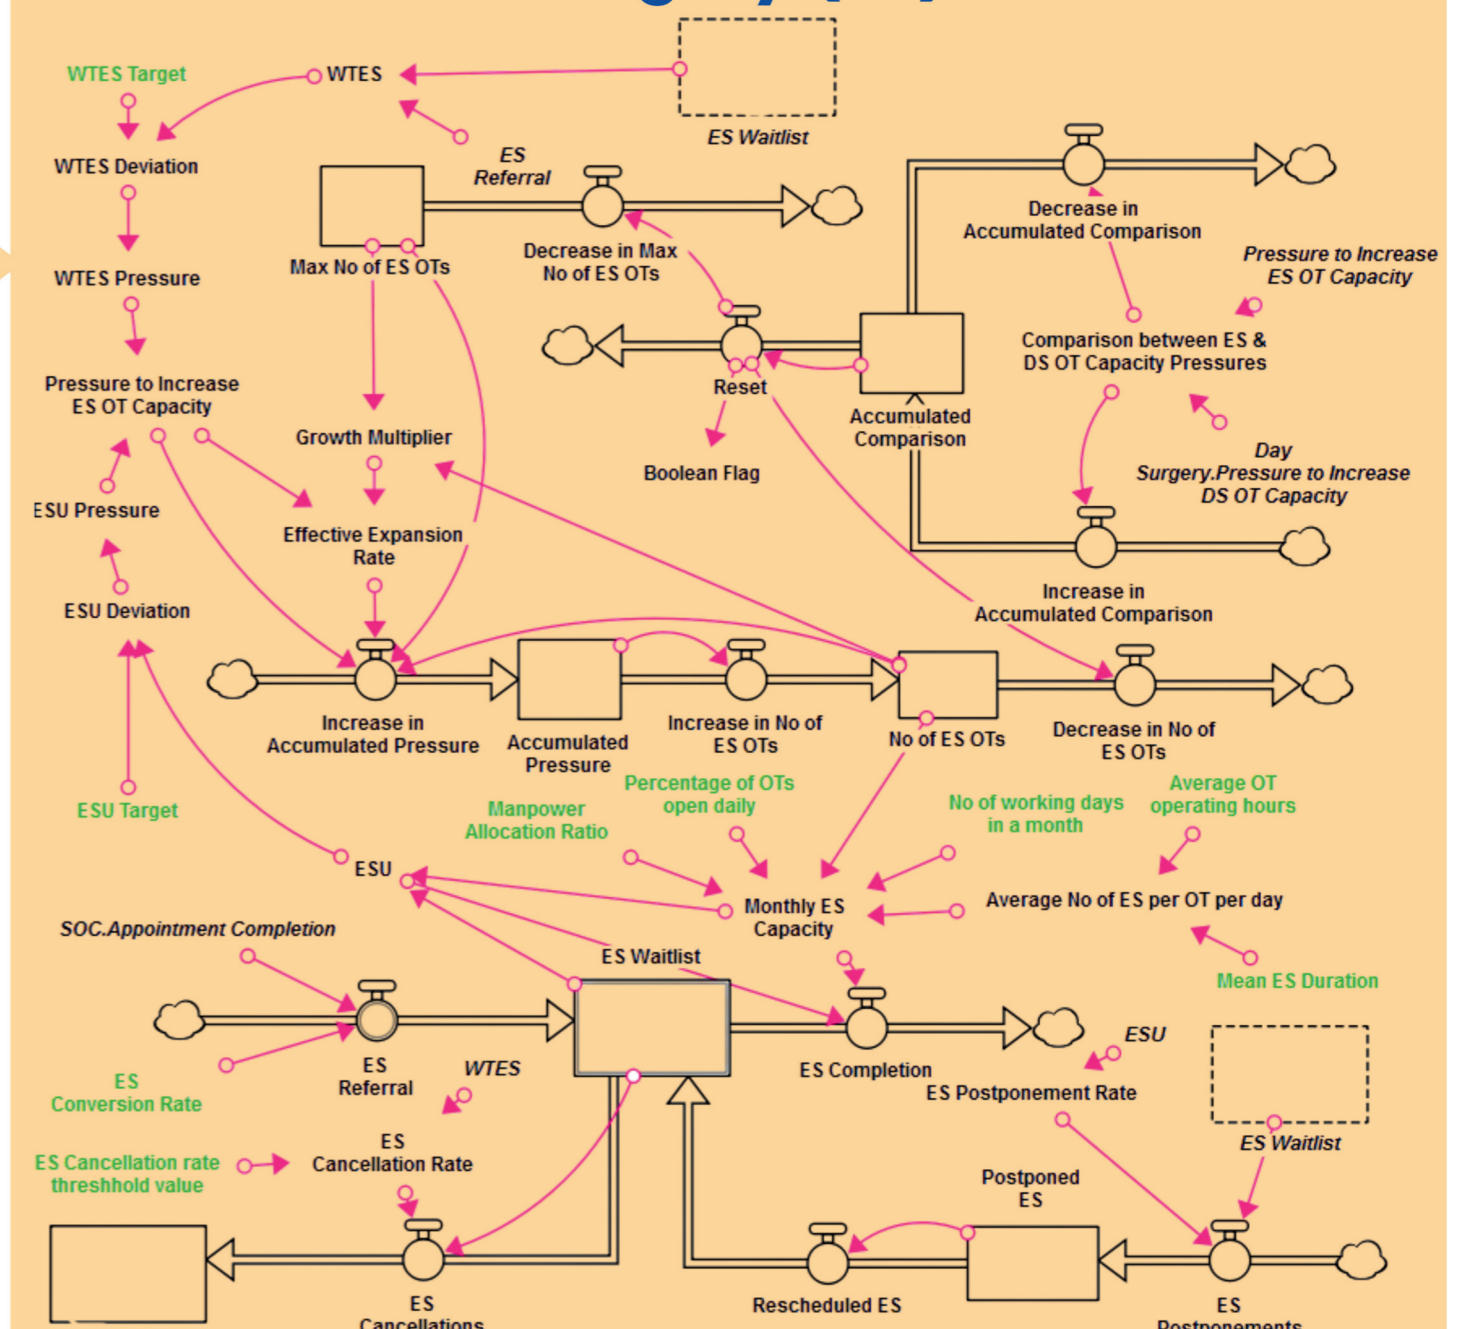 WTES Target
WTES
ES Waitlist
ES
Referral
WTES Deviation
Decrease in
Accumulated Comparison
Decrease in Max
No of ES OTs
Pressure to Increase
ES OT Capacity
Max No of ES OTs
WTES Pressure
Comparison between ES &
DS OT Capacity Pressures
Pressure to Increase
ES OT Capacity
Reset
Accumulated
Comparison
Growth Multiplier
Boolean Flag
Day
Surgery.Pressure to Increase
DS OT Capacity
ESU Pressure
Effective Expansion
Rate
ESU Deviation
Increase in
Accumulated Comparison
Increase in
Accumulated Pressure
Accumulated
Pressure
Increase in No of
ES OTs
No of ES OTs
Decrease in No of
ES OTs
ESU Target
Manpower
Allocation Ratio
Percentage of OTs
open daily
No of working days
in a month
Average OT
operating hours
ESU
Monthly ES
Capacity
Average No of ES per OT per day
SOC.Appointment Completion
ES Waitlist
Mean ES Duration
ES
Referral
ES Completion
ESU
ES
Conversion Rate
WTES
ES Postponement Rate
ES Waitlist
ES Cancellation rate
threshhold value
ES
Cancellation Rate
Postponed
ES
ES
Cancellations
Rescheduled ES
ES
Postponements